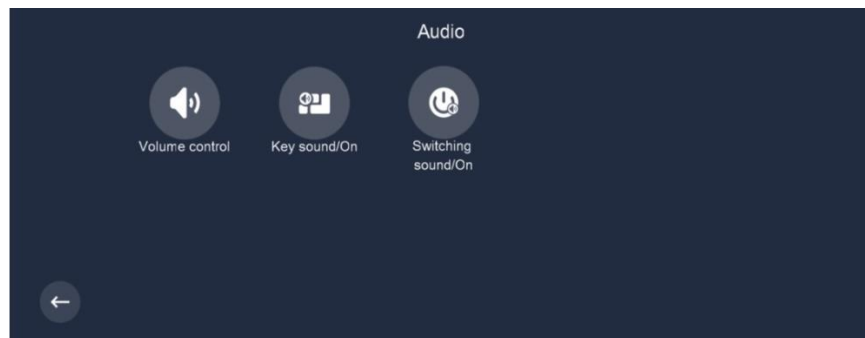 Audio
Volume control
Key sound/On
Switching
sound/On